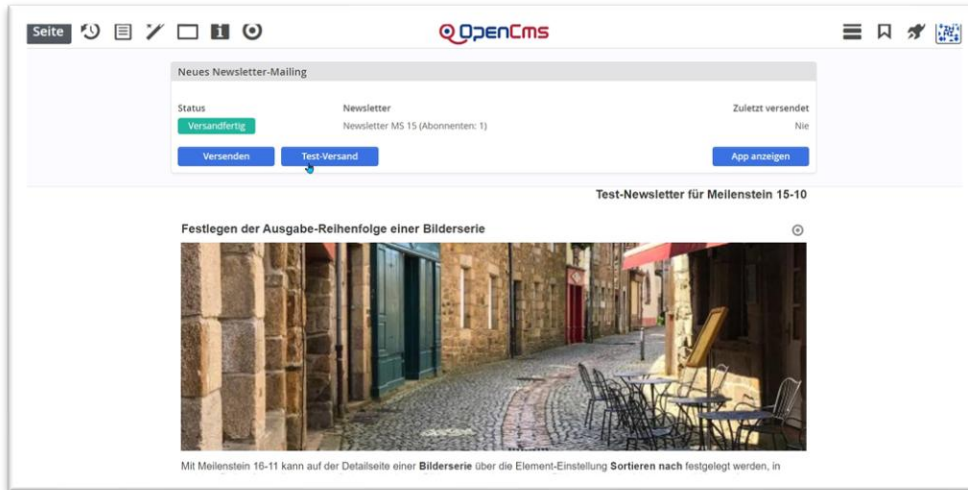 Seite
OpenCms
Neues Newsletter-Mailing
Status Newsletter Zuletzt versendet
Versandfertig Newsletter MS 15 (Abonnenten: 1) Nie
Versenden Test-Versand App anzeigen
Test-Newsletter für Meilenstein 15-10
Festlegen der Ausgabe-Reihenfolge einer Bilderserie
Mit Meilenstein 16-11 kann auf der Detailseite einer Bilderserie über die Element-Einstellung Sortieren nach festgelegt werden, in